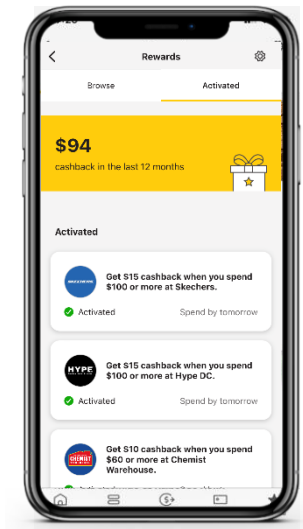 Rewards
Browse
Activated
$94
cashback in the last 12 months
Activated
SKECHERS
Get $15 cashback when you spend
$100 or more at Skechers.
Activated
Spend by tomorrow
HYPE
Get $15 cashback when you spend
$100 or more at Hype DC.
Activated
Spend by tomorrow
CHEMIST
Get $10 cashback when you spend
$60 or more at Chemist
Warehouse.